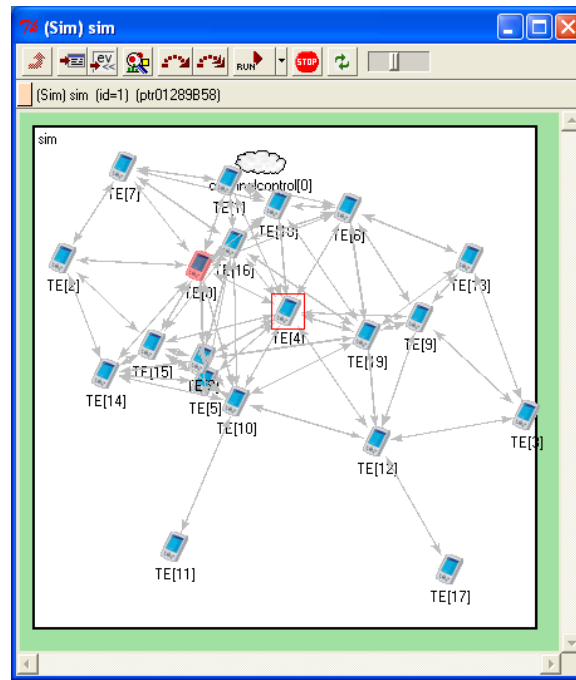 (Sim) sim
EV
RUN
STOP
(Sim) sim (id=1) (ptr01289B58)
sim
TE[7]
TE[1]
TE[6]
TE[2]
TE[16]
TE[0]
TE[13]
TE[4]
TE[9]
TE[19]
TE[15]
TE[14]
TE[5]
TE[10]
TE[3]
TE[12]
TE[11]
TE[17]